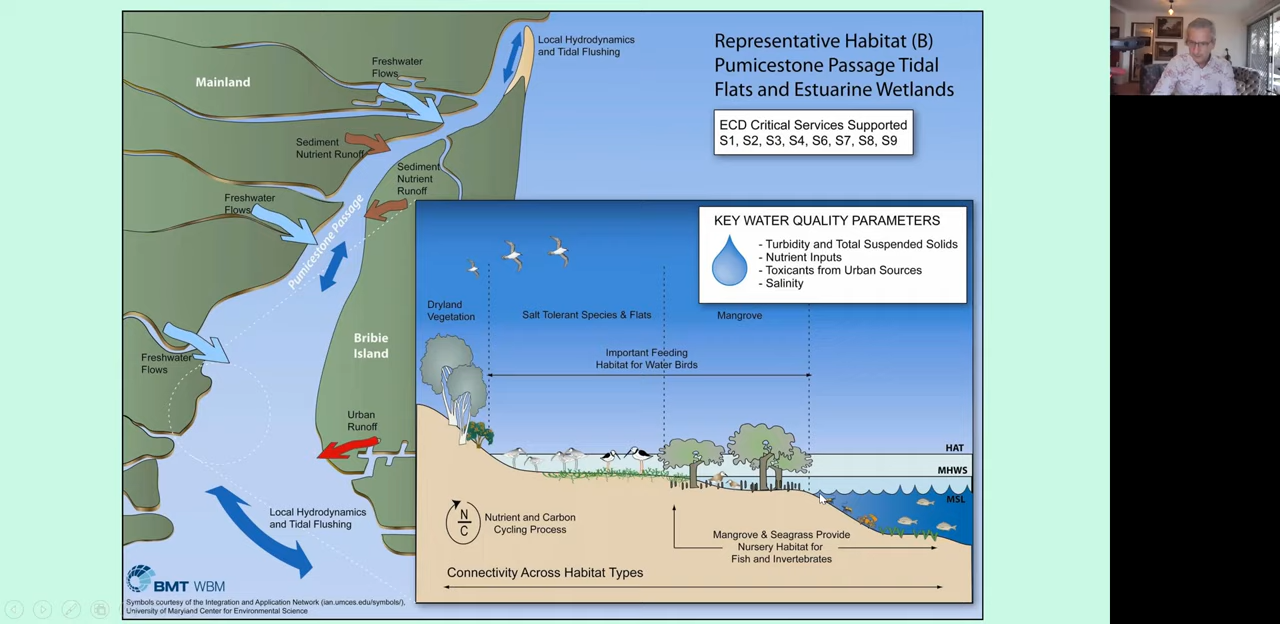 Local Hydrodynamics
and Tidal Flushing
Representative Habitat (B)
Pumicestone Passage Tidal
Flats and Estuarine Wetlands
ECD Critical Services Supported
S1, S2, S3, S4, S6, S7, S8, S9
Mainland
Freshwater
Flows
Sediment
Nutrient Runoff
Sediment
Nutrient
Runoff
Freshwater
Flows
Pumicestone Passage
Freshwater
Flows
Bribie
Island
Urban
Runoff
Local Hydrodynamics
and Tidal Flushing
KEY WATER QUALITY PARAMETERS
- Turbidity and Total Suspended Solids
- Nutrient Inputs
- Toxicants from Urban Sources
- Salinity
Dryland
Vegetation
Salt Tolerant Species & Flats
Mangrove
Important Feeding
Habitat for Water Birds
HAT
MHWS
MSL
N
C
Nutrient and Carbon
Cycling Process
Mangrove & Seagrass Provide
Nursery Habitat for
Fish and Invertebrates
Connectivity Across Habitat Types
BMT WBM
Symbols courtesy of the Integration and Application Network (ian.umces.edu/symbols/),
University of Maryland Center for Environmental Science